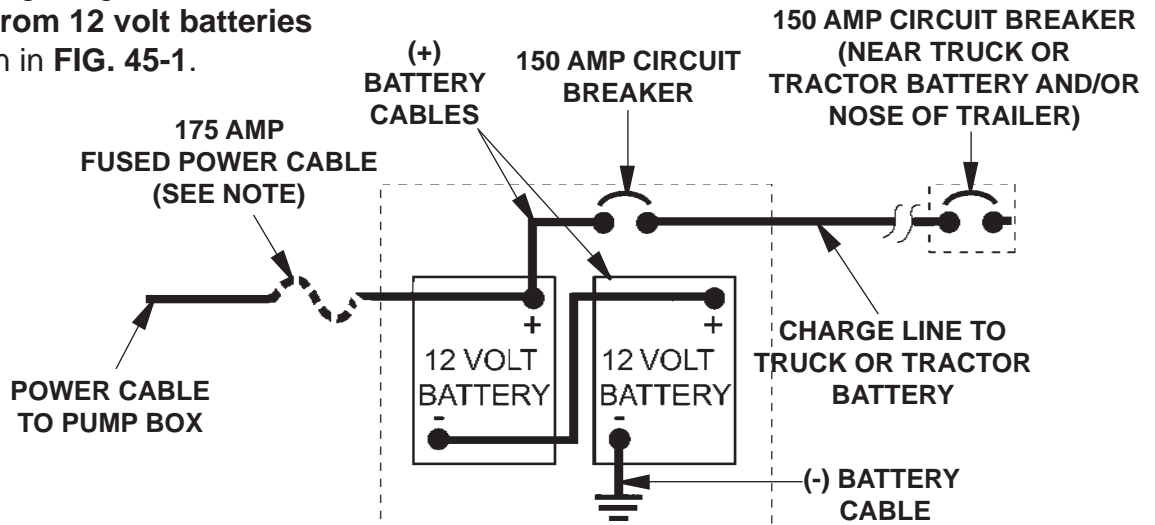 rom 12 volt batteries
n in FIG. 45-1.
(+)
BATTERY
CABLES
150 AMP CIRCUIT
BREAKER
150 AMP CIRCUIT BREAKER
(NEAR TRUCK OR
TRACTOR BATTERY AND/OR
NOSE OF TRAILER)
175 AMP
FUSED POWER CABLE
(SEE NOTE)
+
12 VOLT
BATTERY
-
+
12 VOLT
BATTERY
-
CHARGE LINE TO
TRUCK OR TRACTOR
BATTERY
POWER CABLE
TO PUMP BOX
(-) BATTERY
CABLE